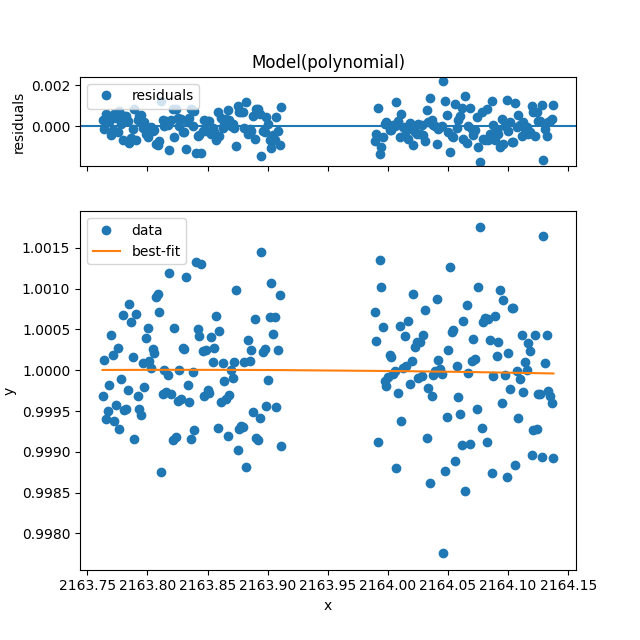 Model(polynomial)
residuals
0.002
0.000
residuals
data
best-fit
1.0015
1.0010
1.0005
1.0000
0.9995
0.9990
0.9985
0.9980
y
2163.75 2163.80 2163.85 2163.90 2163.95 2164.00 2164.05 2164.10 2164.15
x